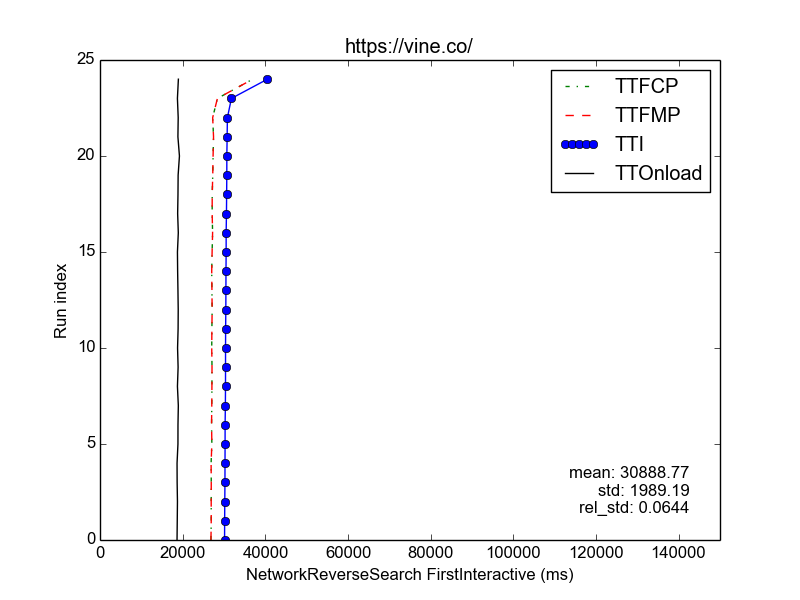 https://vine.co/
25
TTFCP
TTFMP
TTI
TTOnload
20
15
Run index
10
5
mean: 30888.77
std: 1989.19
rel_std: 0.0644
0
0 20000 40000 60000 80000 100000 120000 140000
NetworkReverseSearch FirstInteractive (ms)